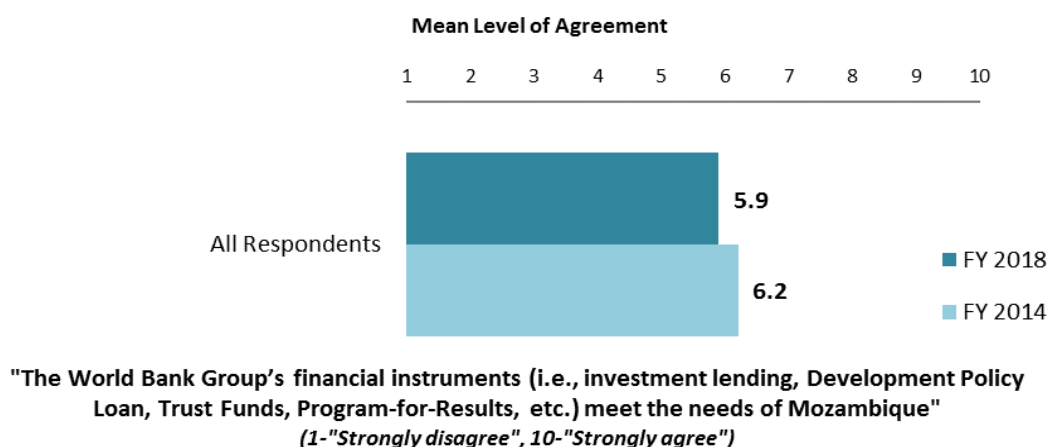 Mean Level of Agreement
1 2 3 4 5 6 7 8 9 10
5.9
All Respondents
FY 2018
6.2
FY 2014
"The World Bank Group’s financial instruments (i.e., investment lending, Development Policy
Loan, Trust Funds, Program-for-Results, etc.) meet the needs of Mozambique"
(1-"Strongly disagree", 10-"Strongly agree")